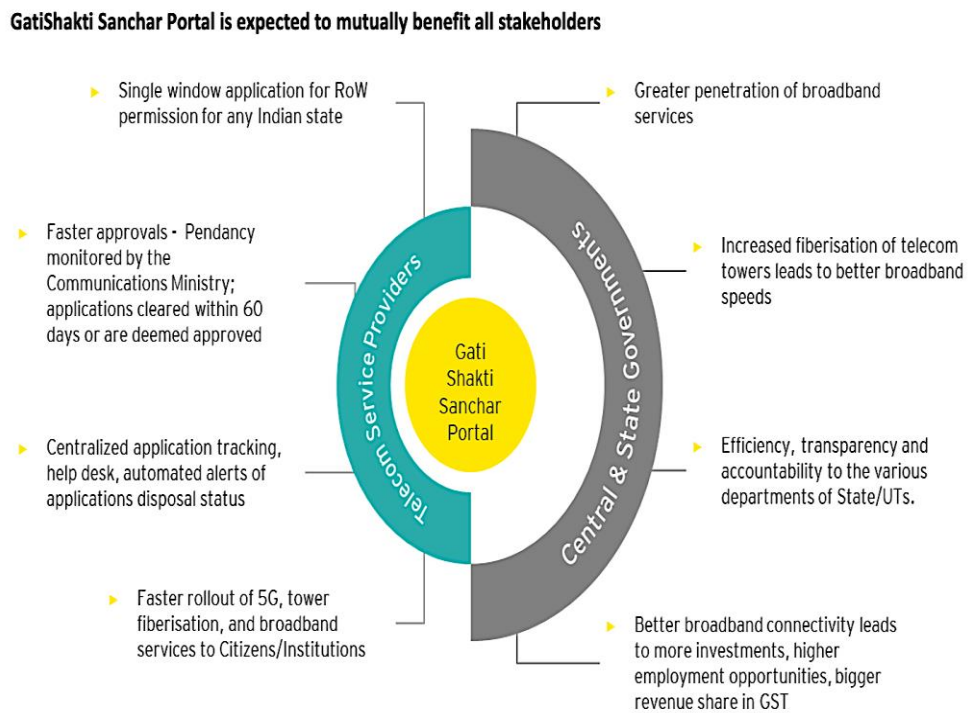 GatiShakti Sanchar Portal is expected to mutually benefit all stakeholders
Single window application for RoW
permission for any Indian state
Faster approvals - Pendancy
monitored by the
Communications Ministry;
applications cleared within 60
days or are deemed approved
Centralized application tracking,
help desk, automated alerts of
applications disposal status
Faster rollout of 5G, tower
fiberisation, and broadband
services to Citizens/Institutions
Telecom Service Providers
Gati
Shakti
Sanchar
Portal
Central & State Governments
Greater penetration of broadband
services
Increased fiberisation of telecom
towers leads to better broadband
speeds
Efficiency, transparency and
accountability to the various
departments of State/UTs.
Better broadband connectivity leads
to more investments, higher
employment opportunities, bigger
revenue share in GST